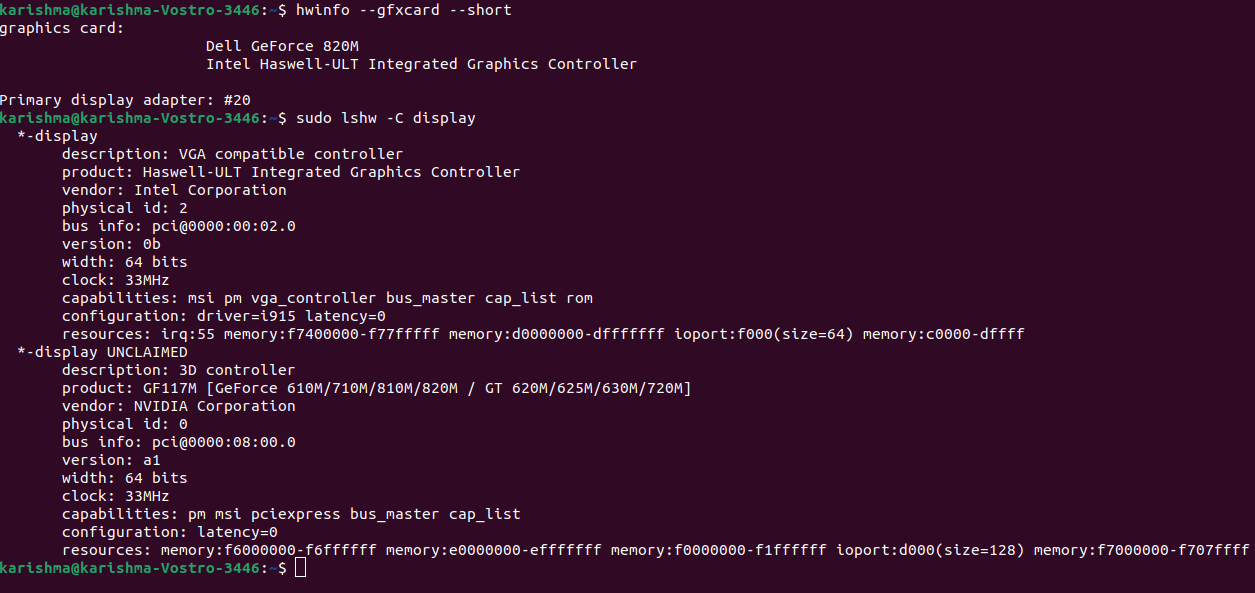 karishma@karishma-Vostro-3446:~$ hwinfo --gfxcard --short
graphics card:
Dell GeForce 820M
Intel Haswell-ULT Integrated Graphics Controller
Primary display adapter: #20
karishma@karishma-Vostro-3446:~$ sudo lshw -C display
*-display
description: VGA compatible controller
product: Haswell-ULT Integrated Graphics Controller
vendor: Intel Corporation
physical id: 2
bus info: pci@0000:00:02.0
version: 0b
width: 64 bits
clock: 33MHz
capabilities: msi pm vga_controller bus_master cap_list rom
configuration: driver=i915 latency=0
resources: irq:55 memory:f7400000-f77fffff memory:d0000000-dfffffff ioport:f000(size=64) memory:c0000-dffff
*-display UNCLAIMED
description: 3D controller
product: GF117M [GeForce 610M/710M/810M/820M / GT 620M/625M/630M/720M]
vendor: NVIDIA Corporation
physical id: 0
bus info: pci@0000:08:00.0
version: a1
width: 64 bits
clock: 33MHz
capabilities: pm msi pciexpress bus_master cap_list
configuration: latency=0
resources: memory:f6000000-f6ffffff memory:e0000000-efffffff memory:f0000000-f1ffffff ioport:d000(size=128) memory:f7000000-f707ffff
karishma@karishma-Vostro-3446:~$